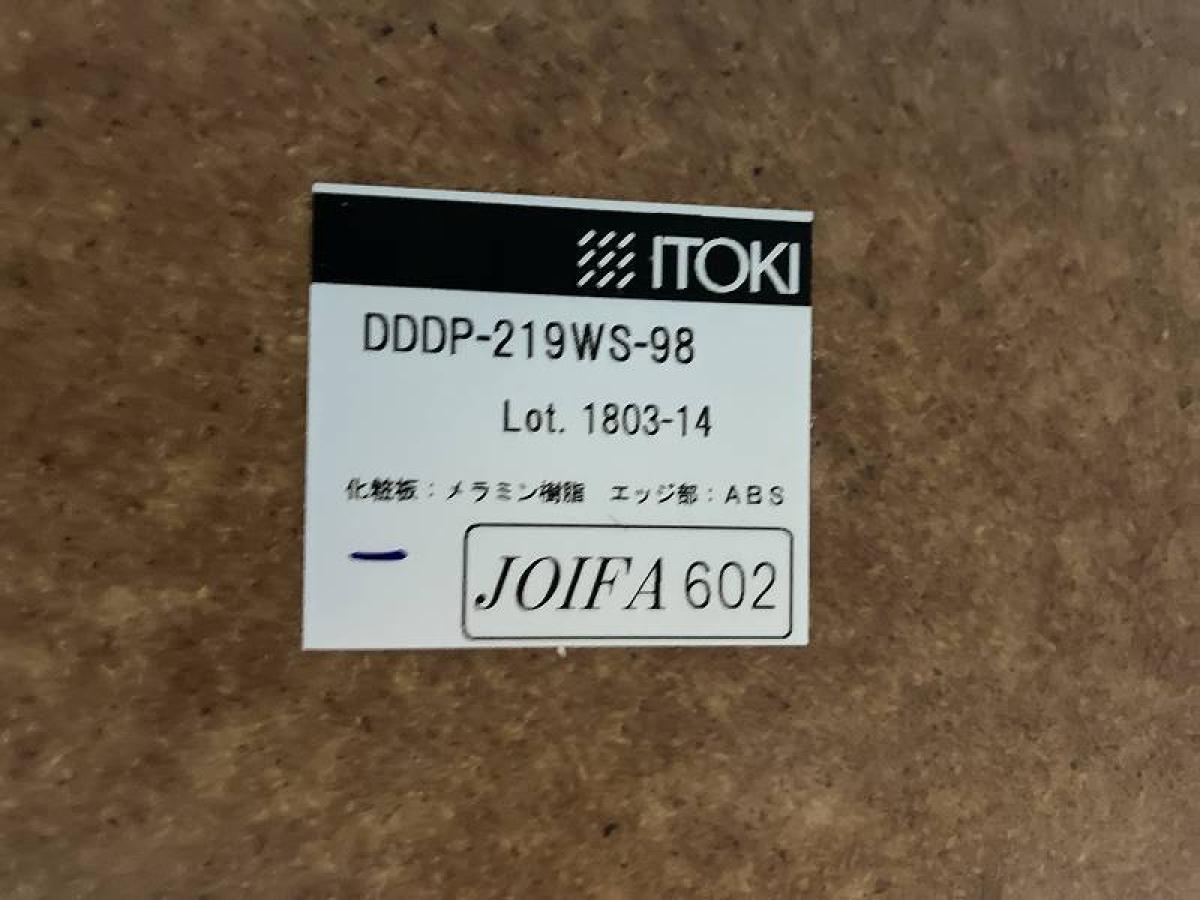 ITOKI
DDDP-219WS-98
Lot. 1803-14
化粧板：メラミン樹脂　エッジ部：ABS
JOIFA 602